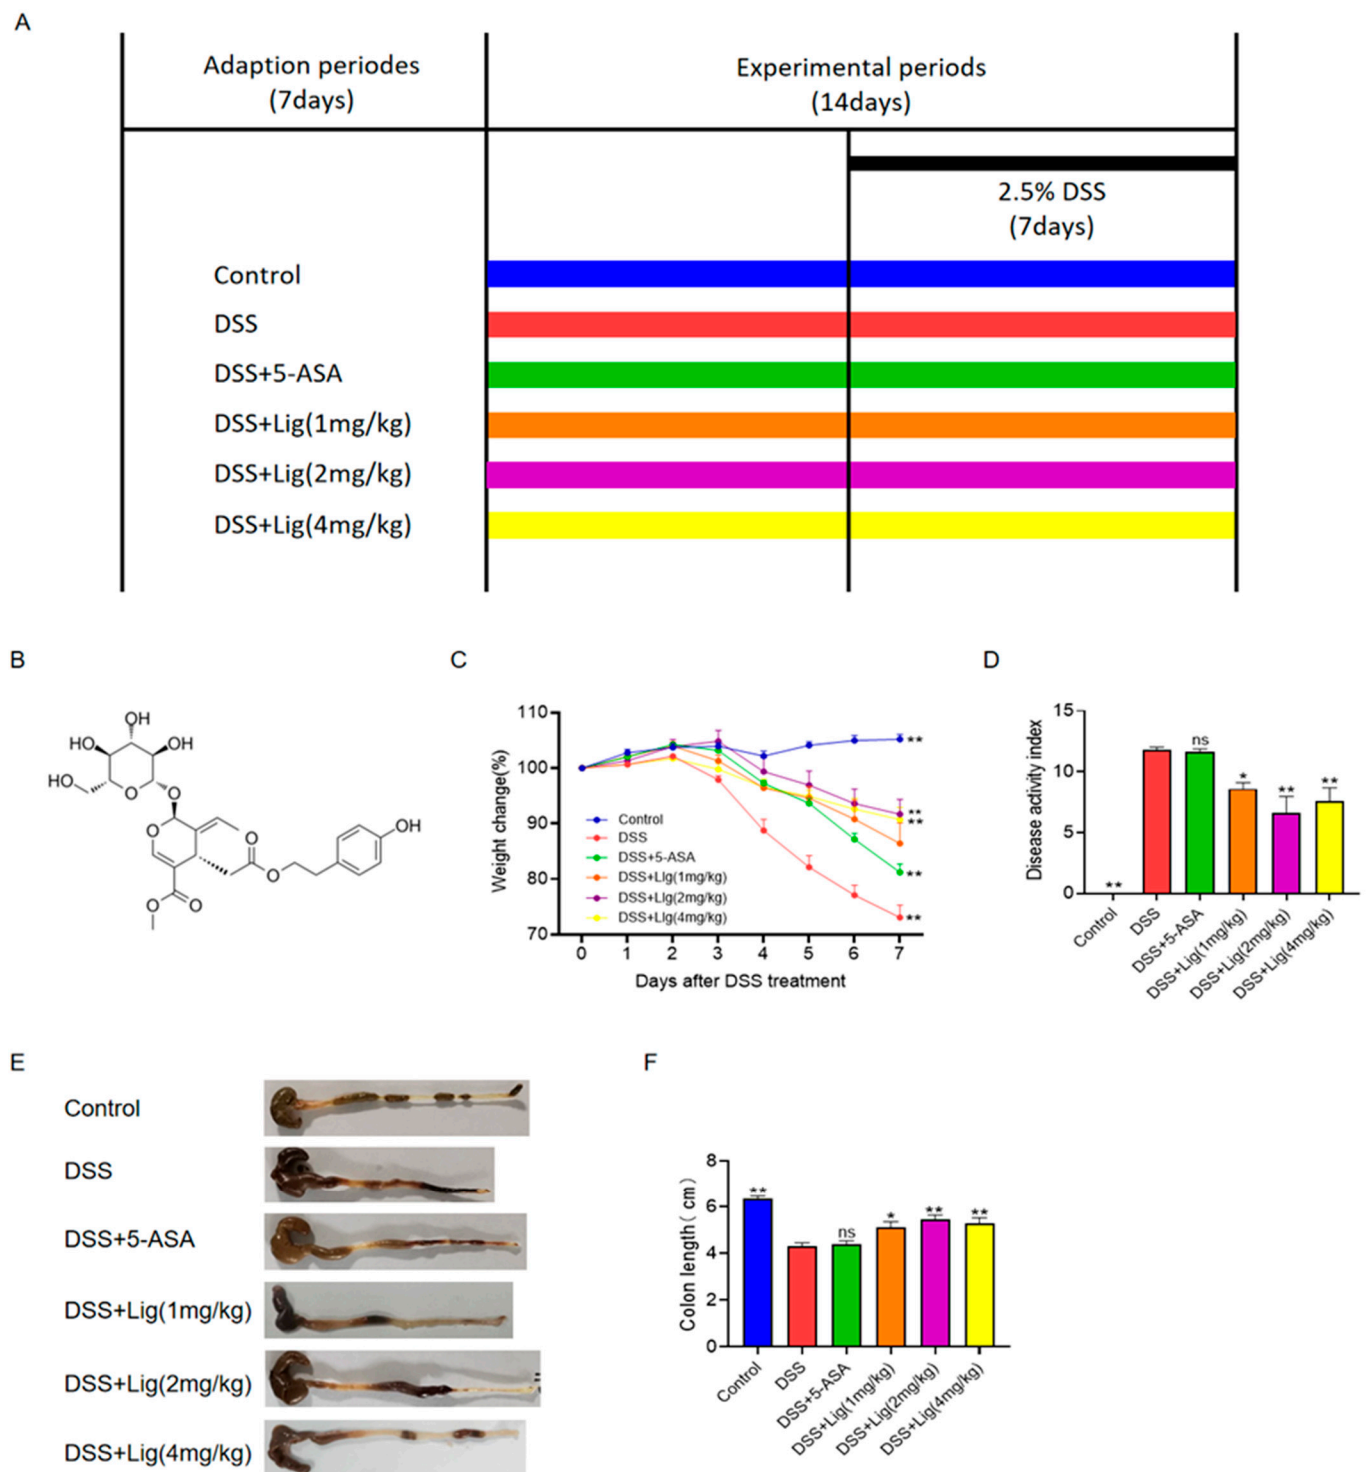 A
Adaption periodes
(7days)
Experimental periods
(14days)
2.5% DSS
(7days)
Control
DSS
DSS+5-ASA
DSS+Lig(1mg/kg)
DSS+Lig(2mg/kg)
DSS+Lig(4mg/kg)
B
OH
HO
OH
HO
O
O
O
O
O
OH
O
O
C
Weight change(%)
110
100
90
80
70
Control
DSS
DSS+5-ASA
DSS+LIg(1mg/kg)
DSS+LIg(2mg/kg)
DSS+LIg(4mg/kg)
**
**
**
**
**
0 1 2 3 4 5 6 7
Days after DSS treatment
D
Disease activity index
15
10
5
0
**
ns
*
**
**
Control
DSS
DSS+5-ASA
DSS+Lig(1mg/kg)
DSS+Lig(2mg/kg)
DSS+Lig(4mg/kg)
E
Control
DSS
DSS+5-ASA
DSS+Lig(1mg/kg)
DSS+Lig(2mg/kg)
DSS+Lig(4mg/kg)
F
Colon length( cm)
8
6
4
2
0
**
ns
*
**
**
Control
DSS
DSS+5-ASA
DSS+Lig(1mg/kg)
DSS+Lig(2mg/kg)
DSS+Lig(4mg/kg)